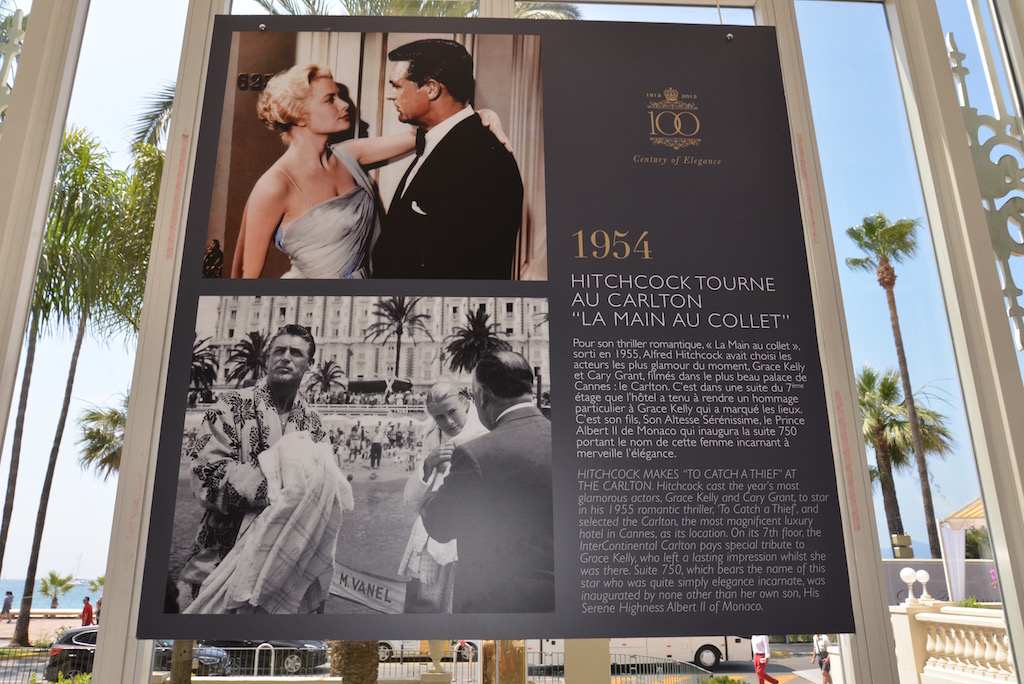 625
1913 2013
100
Century of Elegance
1954
HITCHCOCK TOURNE
AU CARLTON
“LA MAIN AU COLLET”
Pour son thriller romantique, « La Main au collet »,
sorti en 1955, Alfred Hitchcock avait choisi les
acteurs les plus glamour du moment, Grace Kelly
et Cary Grant, filmés dans le plus beau palace de
Cannes : le Carlton. C'est dans une suite du 7ème
étage que l'hôtel a tenu à rendre un hommage
particulier à Grace Kelly qui a marqué les lieux.
C'est son fils, Son Altesse Sérénissime, le Prince
Albert II de Monaco qui inaugura la suite 750
portant le nom de cette femme incarnant à
merveille l'élégance.
HITCHCOCK MAKES “TO CATCH A THIEF” AT
THE CARLTON. Hitchcock cast the year's most
glamorous actors, Grace Kelly and Cary Grant, to star
in his 1955 romantic thriller, 'To Catch a Thief', and
selected the Carlton, the most magnificent luxury
hotel in Cannes, as its location. On its 7th floor, the
InterContinental Carlton pays special tribute to
Grace Kelly, who left a lasting impression whilst she
was there. Suite 750, which bears the name of this
star who was quite simply elegance incarnate, was
inaugurated by none other than her own son, His
Serene Highness Albert II of Monaco.
M. VANEL